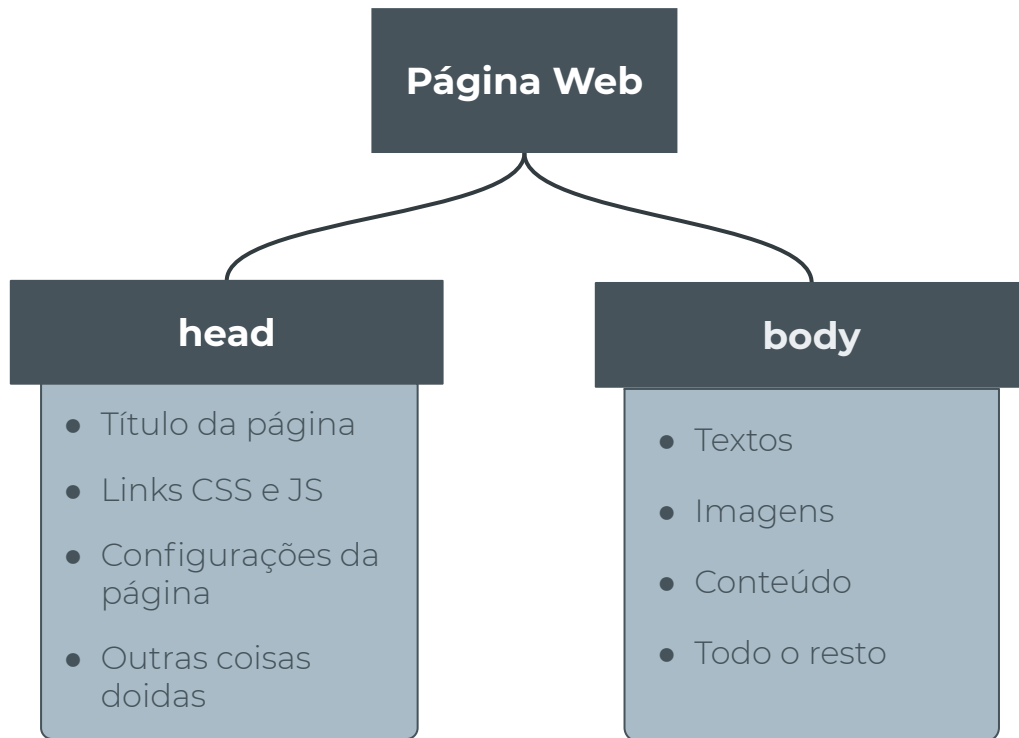 Página Web
head
● Título da página
● Links CSS e JS
● Configurações da
página
● Outras coisas
doidas
body
● Textos
● Imagens
● Conteúdo
● Todo o resto